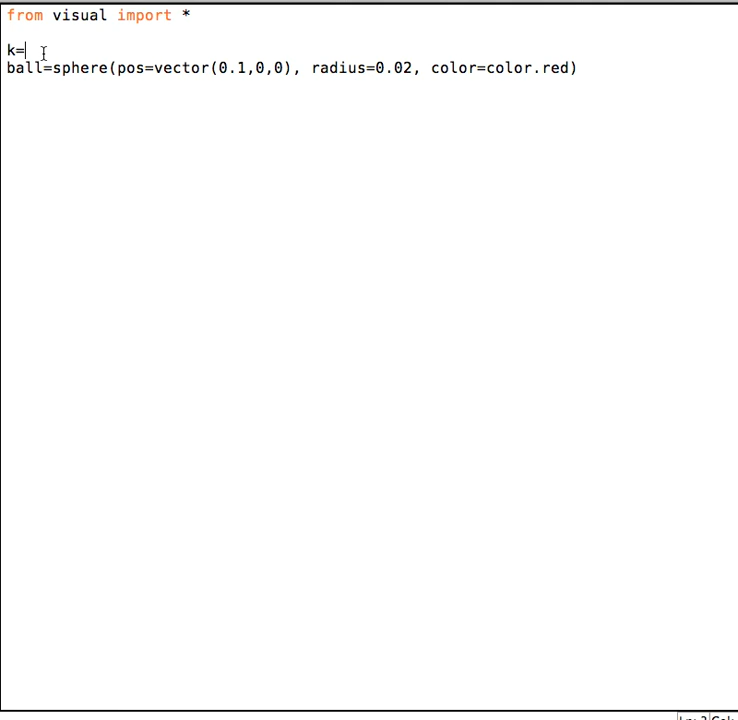 from visual import *
k=
ball=sphere(pos=vector(0.1,0,0), radius=0.02, color=color.red)